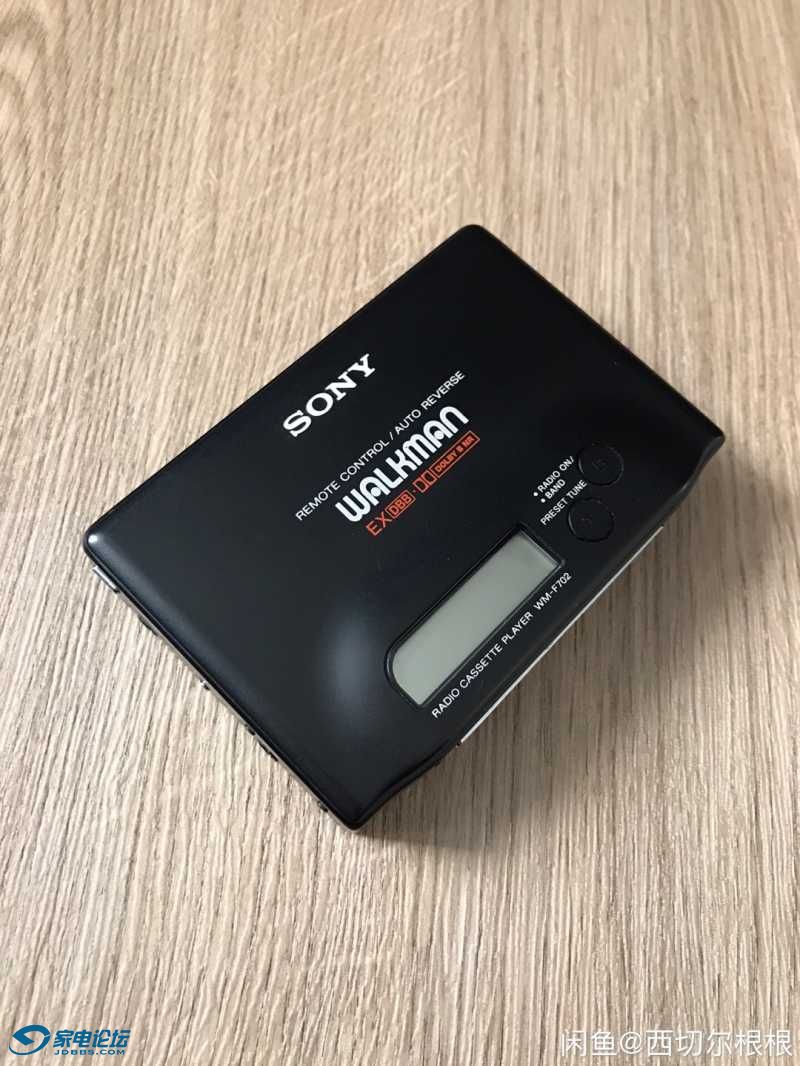 SONY
REMOTE CONTROL / AUTO REVERSE
WALKMAN
EX DBB · DOLBY B NR
• RADIO ON/
• BAND
PRESET TUNE
RADIO CASSETTE PLAYER WM-F702
家电论坛
JDBBS.COM
闲鱼@西切尔根根